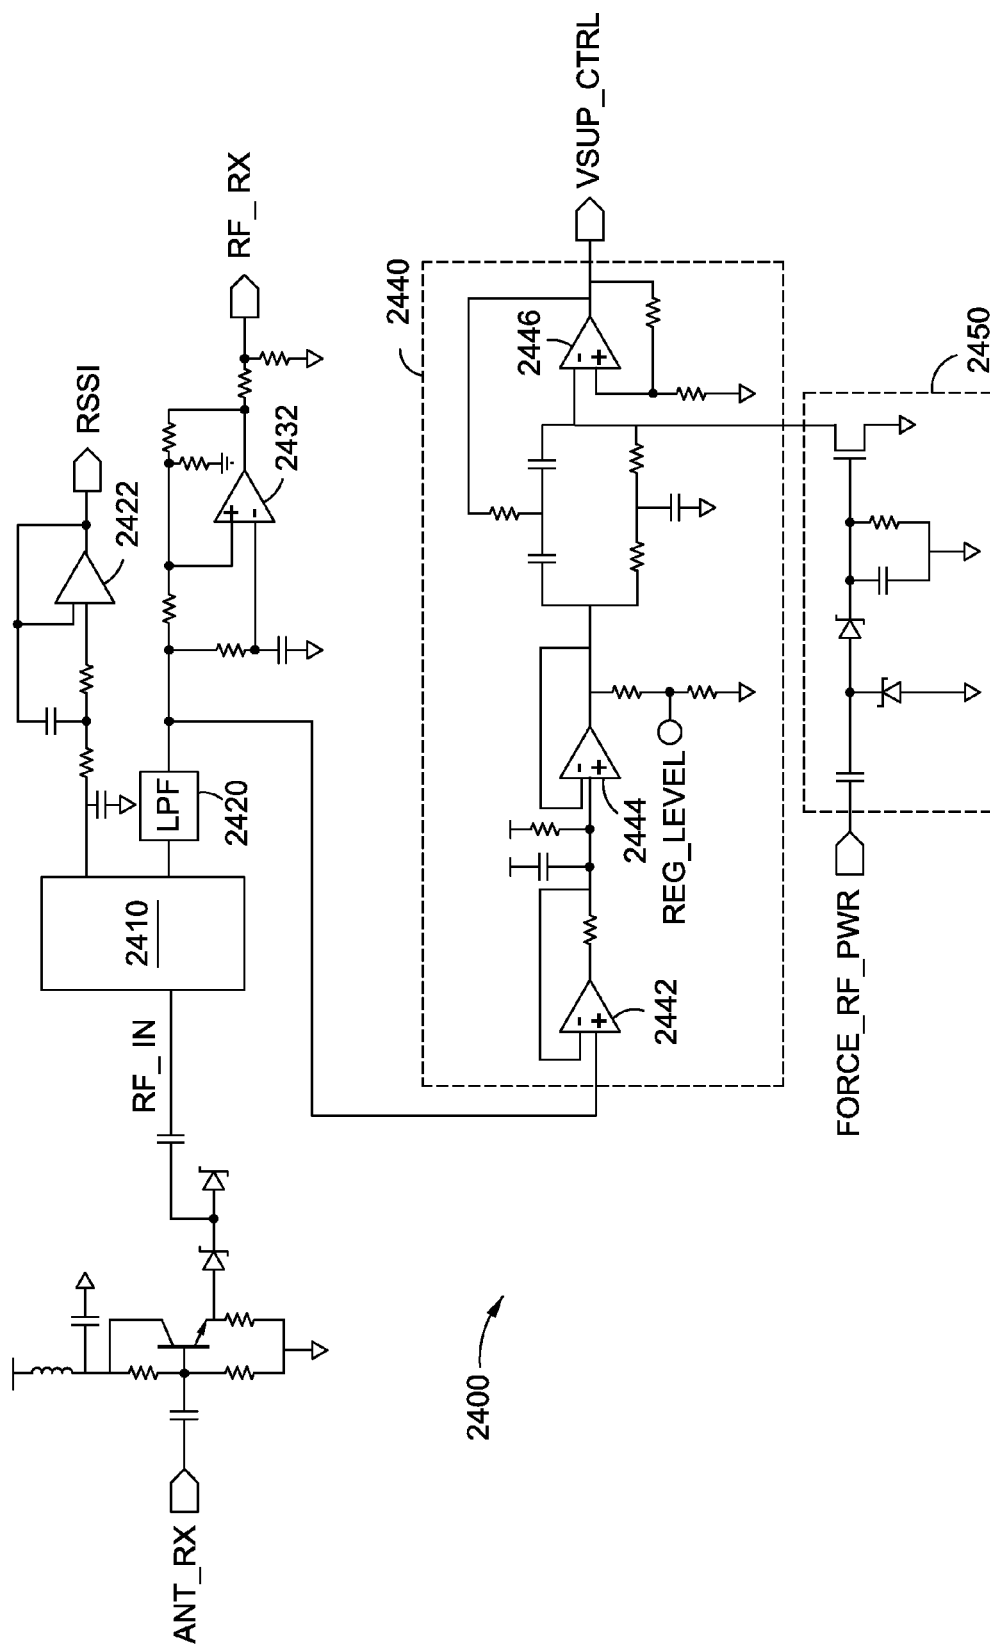 ANT_RX
RF_IN
2410
LPF
2420
RSSI
2422
RF_RX
2432
2400
2440
2442
-
+
2444
-
+
REG_LEVEL
2446
-
+
VSUP_CTRL
FORCE_RF_PWR
2450
+
-